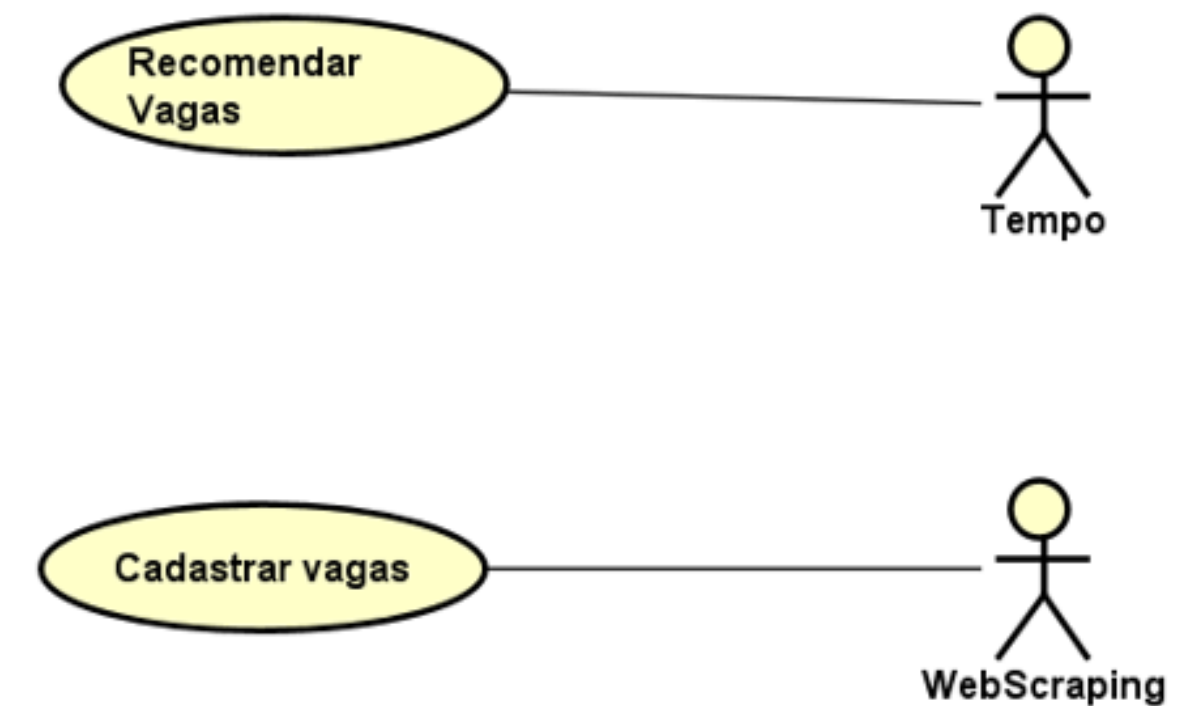 Recomendar
Vagas
Tempo
Cadastrar vagas
WebScraping